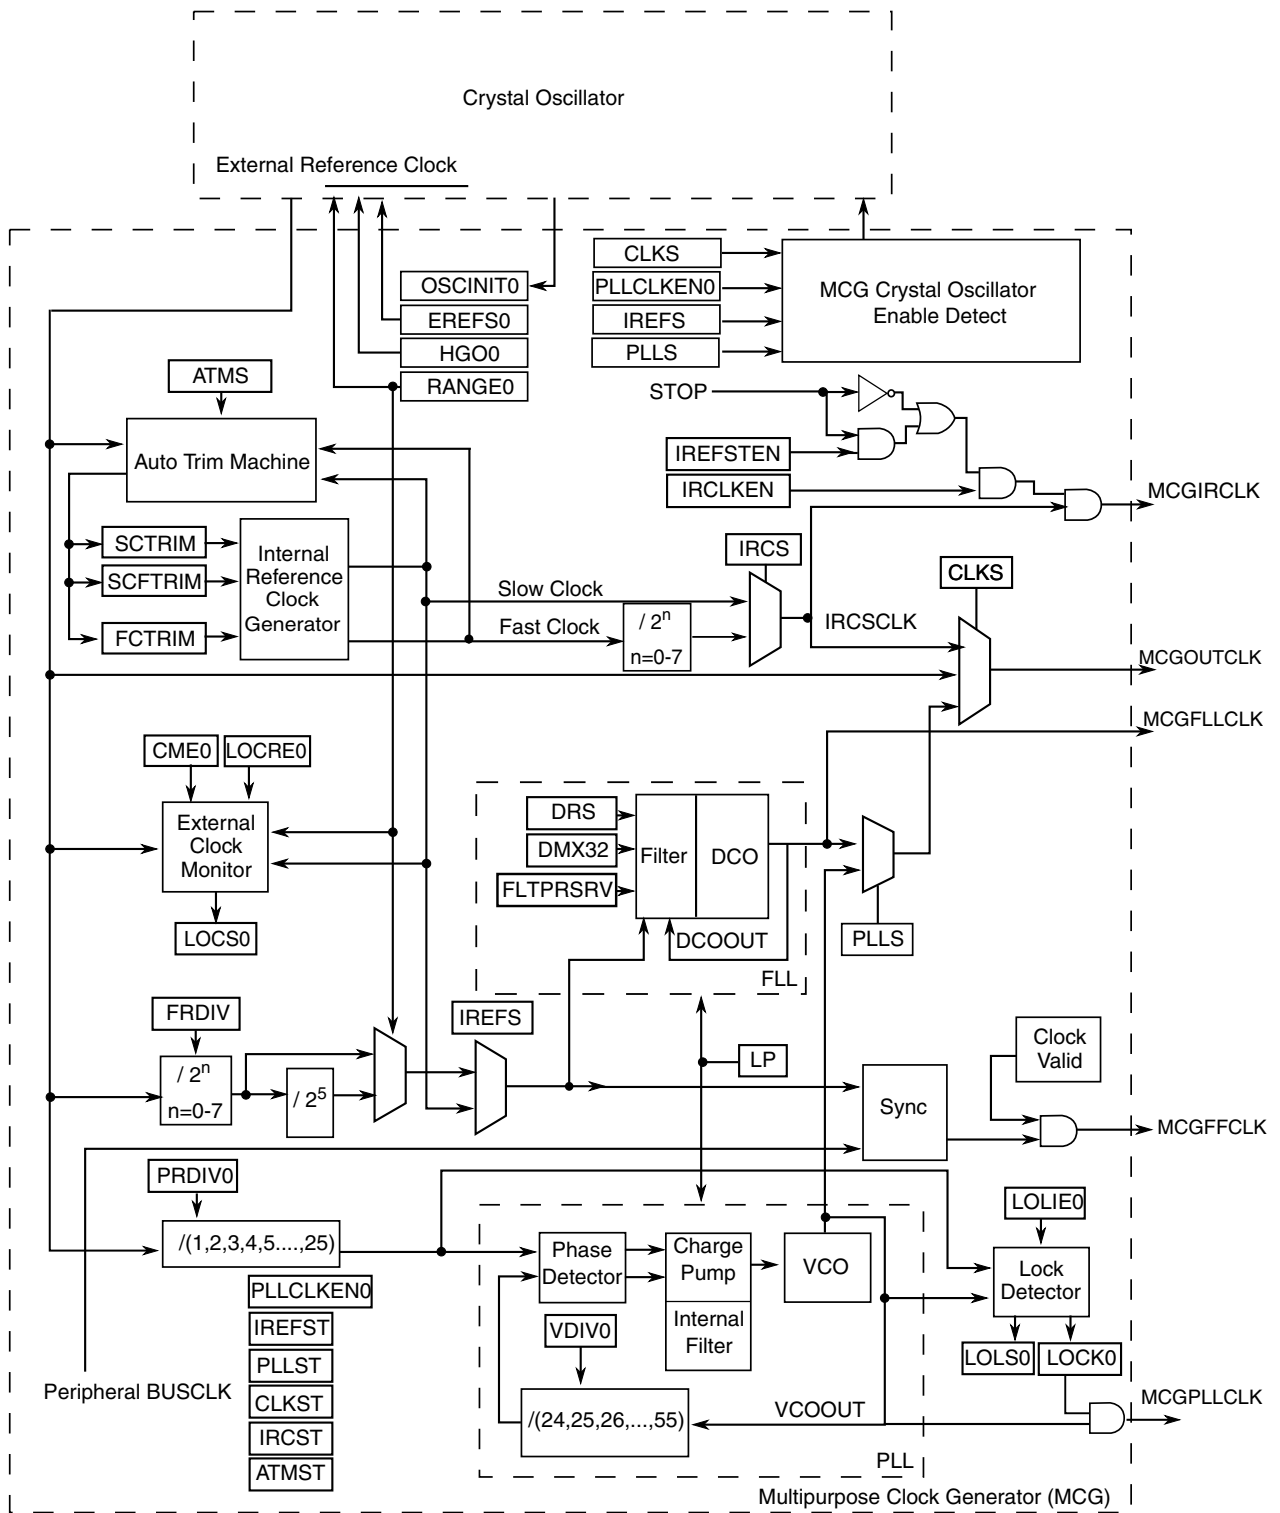 Crystal Oscillator
External Reference Clock
CLKS
OSCINIT0
PLLCLKEN0
MCG Crystal Oscillator
Enable Detect
EREFS0
IREFS
HGO0
PLLS
RANGE0
ATMS
STOP
Auto Trim Machine
IREFSTEN
IRCLKEN
MCGIRCLK
SCTRIM
SCFTRIM
FCTRIM
Internal
Reference
Clock
Generator
IRCS
CLKS
Slow Clock
Fast Clock
/ 2n
n=0-7
IRCSCLK
MCGOUTCLK
MCGFLLCLK
CME0
LOCRE0
External
Clock
Monitor
LOCS0
DRS
DMX32
FLTPRSRV
Filter
DCO
DCOOUT
FLL
PLLS
FRDIV
/ 2n
n=0-7
/ 25
IREFS
LP
Clock
Valid
Sync
MCGFFCLK
PRDIV0
/(1,2,3,4,5....,25)
LOLIE0
Phase
Detector
Charge
Pump
Internal
Filter
VCO
Lock
Detector
VDIV0
LOLS0
LOCK0
PLLCLKEN0
IREFST
PLLST
CLKST
IRCST
ATMST
Peripheral BUSCLK
/(24,25,26,...,55)
VCOOUT
MCGPLLCLK
PLL
Multipurpose Clock Generator (MCG)